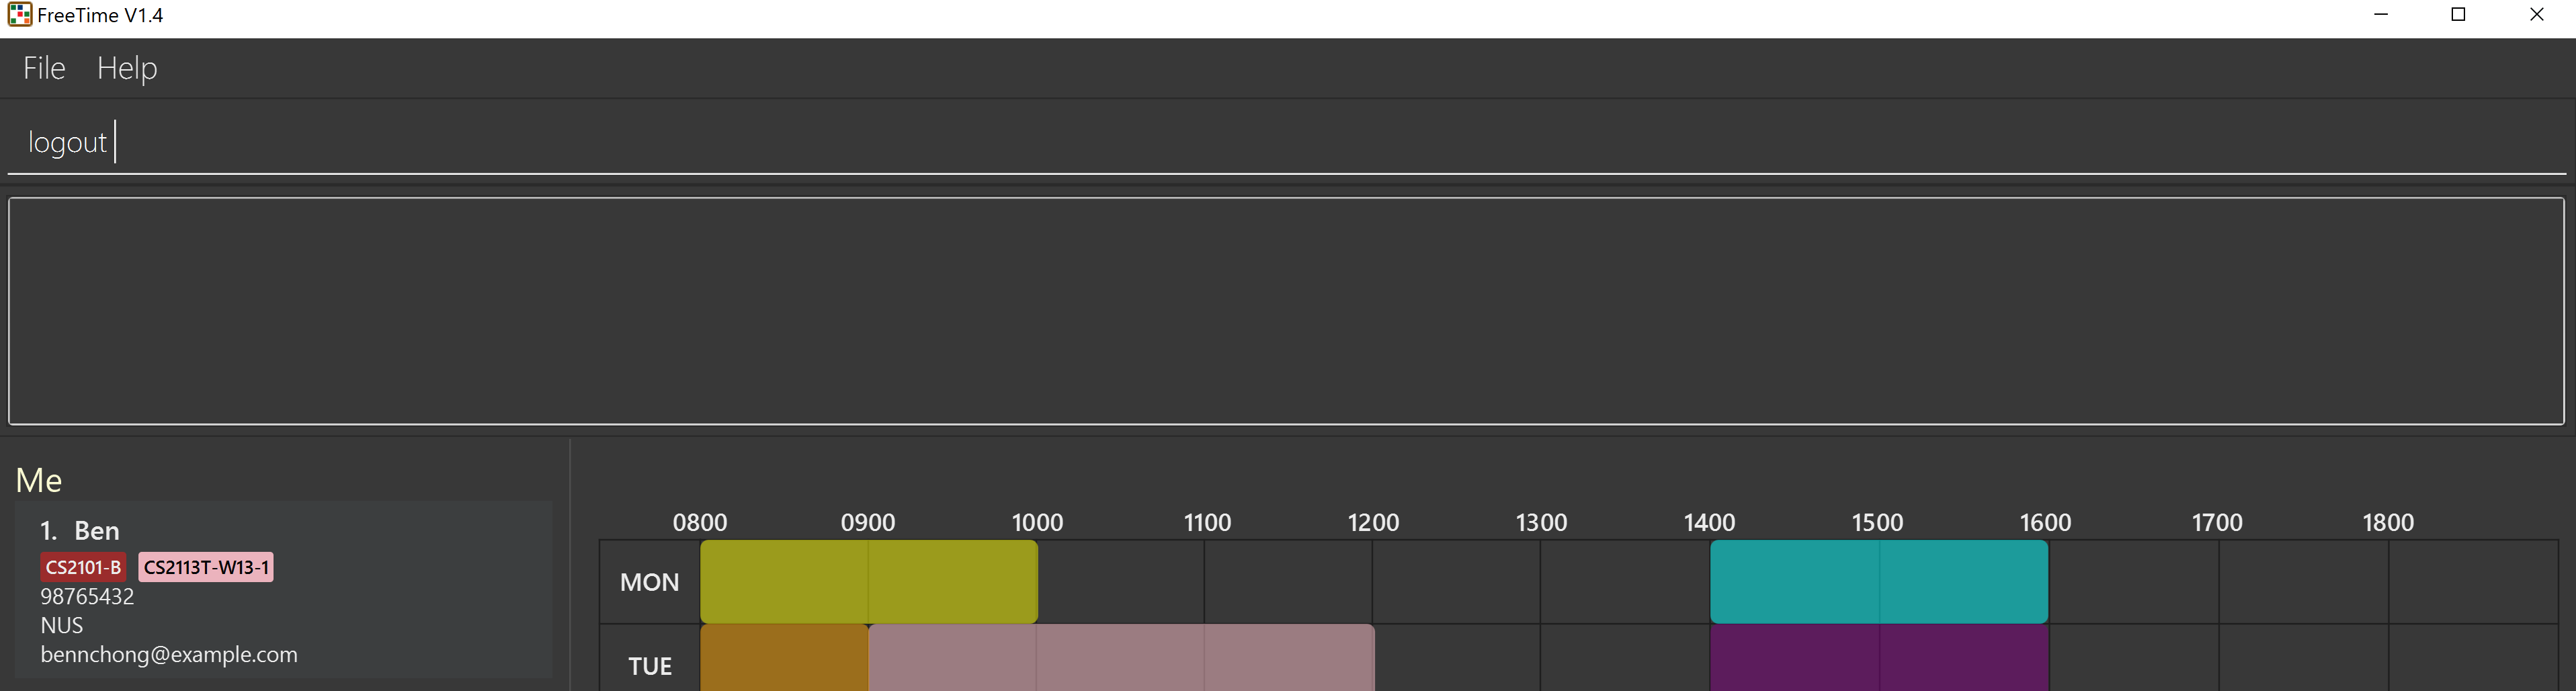 FreeTime V1.4
File Help
logout
Me
1. Ben
CS2101-B CS2113T-W13-1
98765432
NUS
bennchong@example.com
0800 0900 1000 1100 1200 1300 1400 1500 1600 1700 1800
MON
TUE